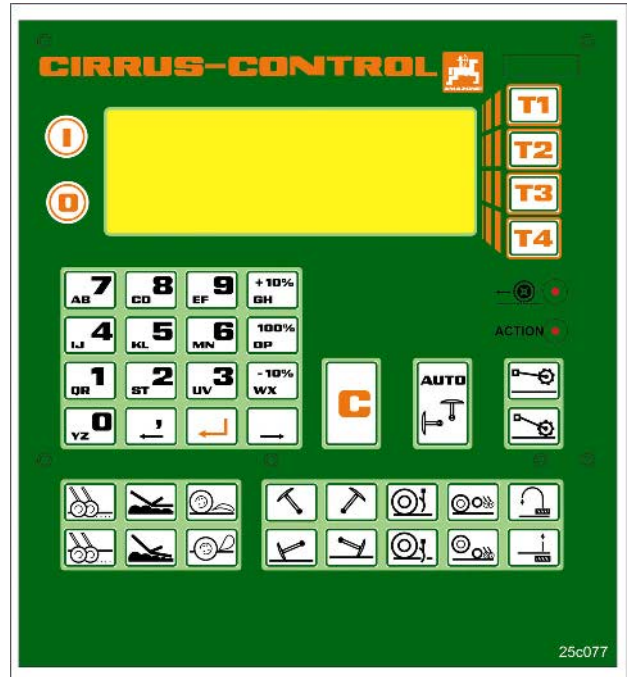 CIRRUS-CONTROL
AMAZONE
I
T1
T2
O
T3
T4
7 AB
8 CD
9 EF
+10% GH
4 IJ
5 KL
6 MN
100% OP
ACTION
1 QR
2 ST
3 UV
-10% WX
C
AUTO
0 YZ
,
25c077